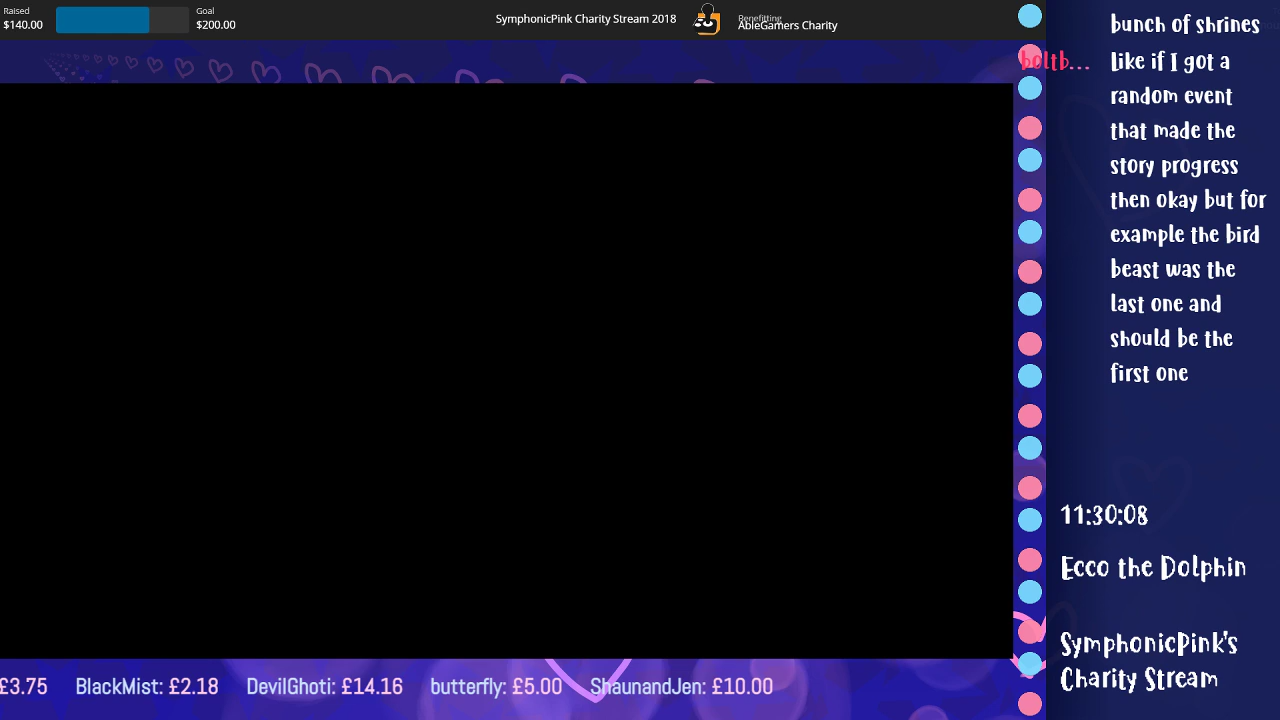 Raised
$140.00
Goal
$200.00
SymphonicPink Charity Stream 2018
Benefitting
AbleGamers Charity
bunch of shrines
boltb... like if I got a
random event
that made the
story progress
then okay but for
example the bird
beast was the
last one and
should be the
first one
11:30:08
Ecco the Dolphin
SymphonicPink's
Charity Stream
£3.75 BlackMist: £2.18 DevilGhoti: £14.16 butterfly: £5.00 ShaunandJen: £10.00